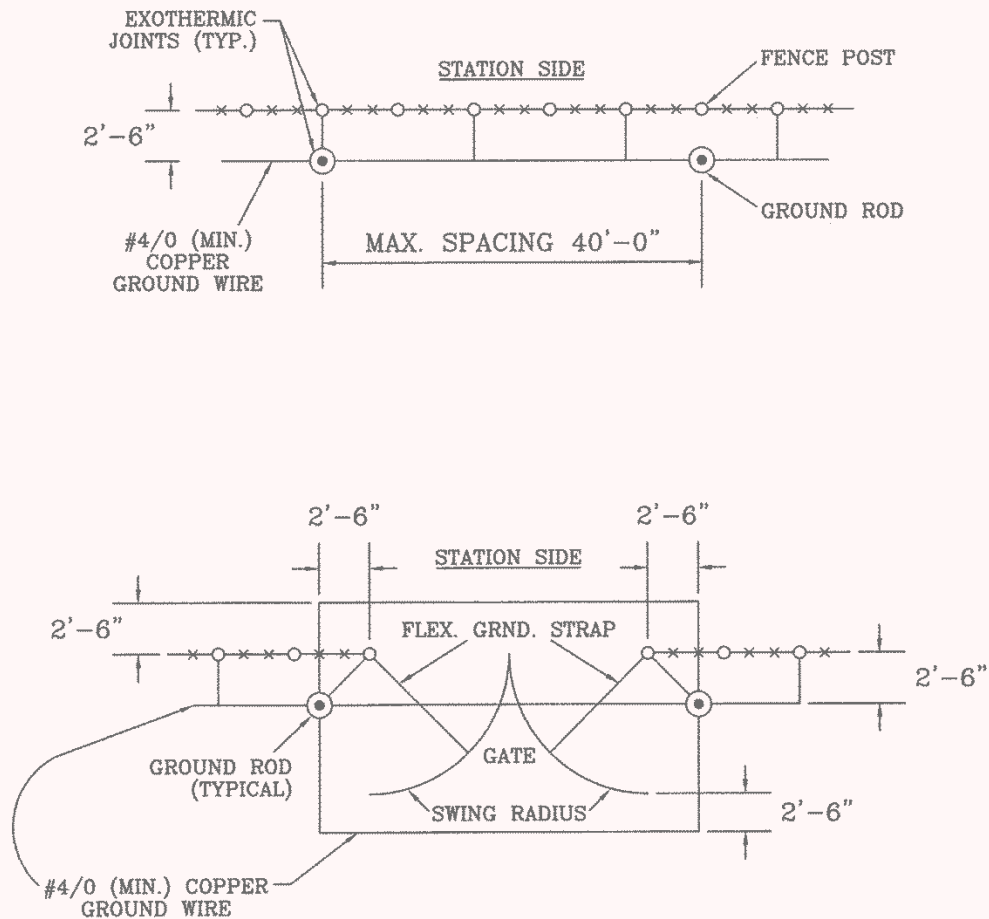 EXOTHERMIC
JOINTS (TYP.)
STATION SIDE
FENCE POST
2'-6"
GROUND ROD
#4/0 (MIN.)
COPPER
GROUND WIRE
MAX. SPACING 40'-0"
2'-6"
2'-6"
STATION SIDE
2'-6"
FLEX. GRND. STRAP
2'-6"
GROUND ROD
(TYPICAL)
GATE
SWING RADIUS
2'-6"
#4/0 (MIN.) COPPER
GROUND WIRE